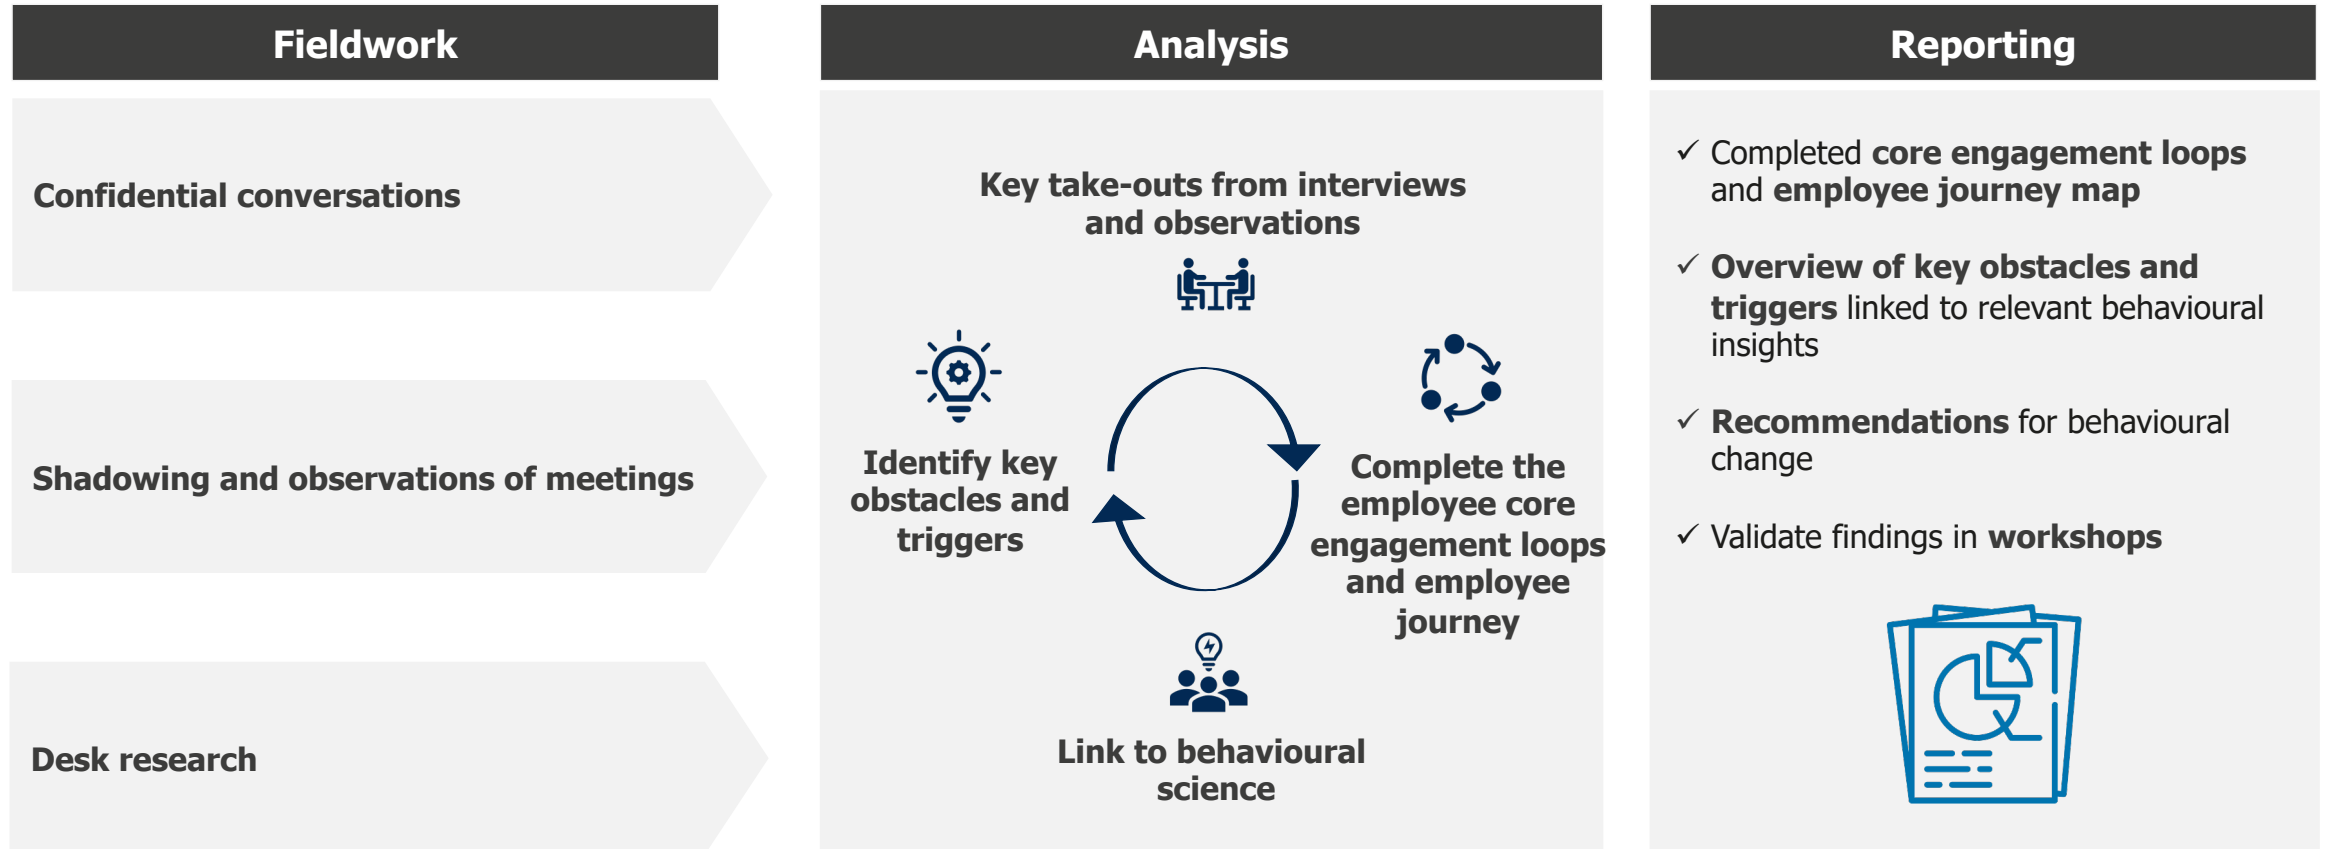 Fieldwork
Confidential conversations
Shadowing and observations of meetings
Desk research
Analysis
Key take-outs from interviews
and observations
Identify key
obstacles and
triggers
Complete the
employee core
engagement loops
and employee
journey
Link to behavioural
science
Reporting
✓ Completed core engagement loops
and employee journey map
✓ Overview of key obstacles and
triggers linked to relevant behavioural
insights
✓ Recommendations for behavioural
change
✓ Validate findings in workshops